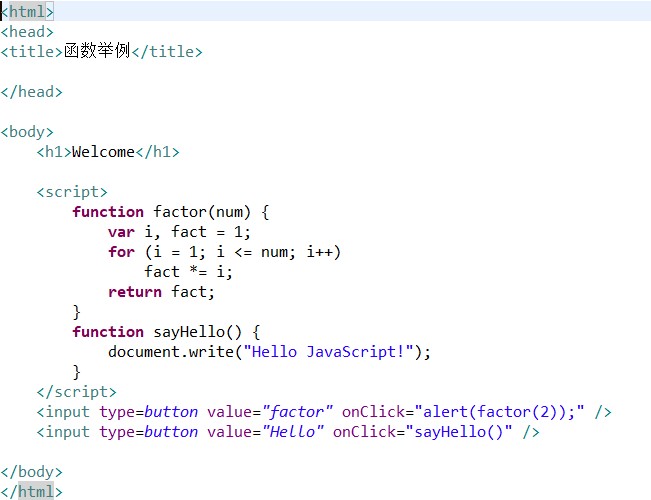 <html>
<head>
<title>函数举例</title>
</head>
<body>
<h1>Welcome</h1>
<script>
function factor(num) {
var i, fact = 1;
for (i = 1; i <= num; i++)
fact *= i;
return fact;
}
function sayHello() {
document.write("Hello JavaScript!");
}
</script>
<input type=button value="factor" onClick="alert(factor(2));" />
<input type=button value="Hello" onClick="sayHello()" />
</body>
</html>